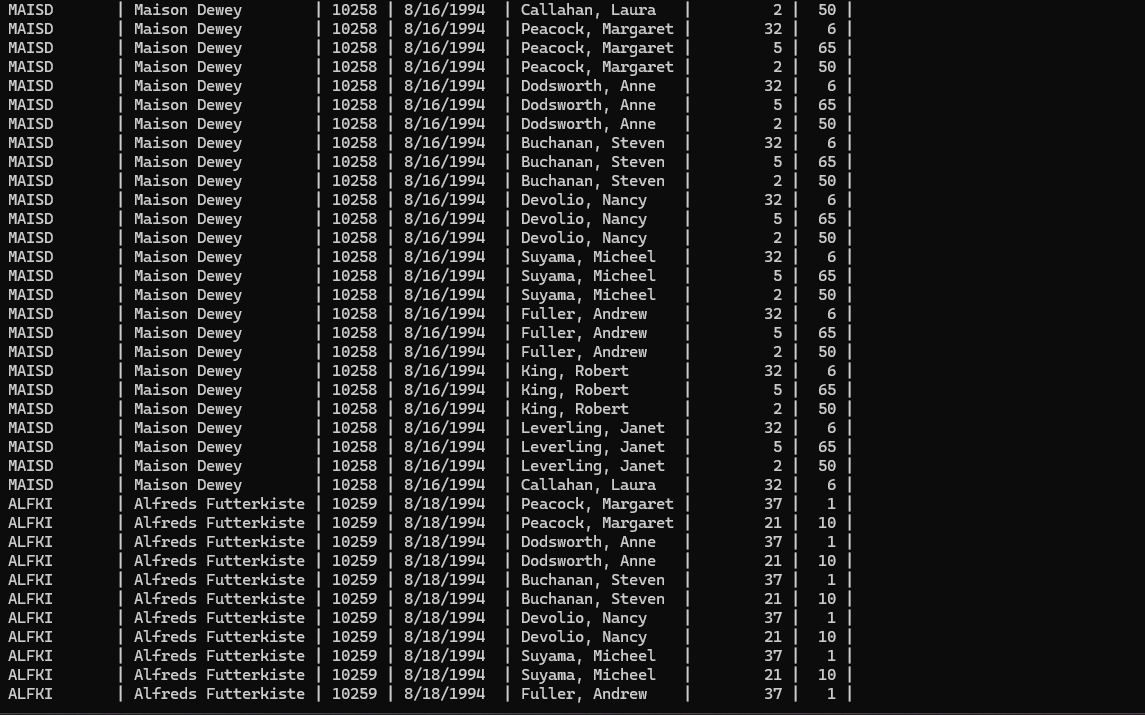 MAISD | Maison Dewey | 10258 | 8/16/1994 | Callahan, Laura | 2 | 50 |
MAISD | Maison Dewey | 10258 | 8/16/1994 | Peacock, Margaret | 32 | 6 |
MAISD | Maison Dewey | 10258 | 8/16/1994 | Peacock, Margaret | 5 | 65 |
MAISD | Maison Dewey | 10258 | 8/16/1994 | Peacock, Margaret | 2 | 50 |
MAISD | Maison Dewey | 10258 | 8/16/1994 | Dodsworth, Anne | 32 | 6 |
MAISD | Maison Dewey | 10258 | 8/16/1994 | Dodsworth, Anne | 5 | 65 |
MAISD | Maison Dewey | 10258 | 8/16/1994 | Dodsworth, Anne | 2 | 50 |
MAISD | Maison Dewey | 10258 | 8/16/1994 | Buchanan, Steven | 32 | 6 |
MAISD | Maison Dewey | 10258 | 8/16/1994 | Buchanan, Steven | 5 | 65 |
MAISD | Maison Dewey | 10258 | 8/16/1994 | Buchanan, Steven | 2 | 50 |
MAISD | Maison Dewey | 10258 | 8/16/1994 | Devolio, Nancy | 32 | 6 |
MAISD | Maison Dewey | 10258 | 8/16/1994 | Devolio, Nancy | 5 | 65 |
MAISD | Maison Dewey | 10258 | 8/16/1994 | Devolio, Nancy | 2 | 50 |
MAISD | Maison Dewey | 10258 | 8/16/1994 | Suyama, Micheel | 32 | 6 |
MAISD | Maison Dewey | 10258 | 8/16/1994 | Suyama, Micheel | 5 | 65 |
MAISD | Maison Dewey | 10258 | 8/16/1994 | Suyama, Micheel | 2 | 50 |
MAISD | Maison Dewey | 10258 | 8/16/1994 | Fuller, Andrew | 32 | 6 |
MAISD | Maison Dewey | 10258 | 8/16/1994 | Fuller, Andrew | 5 | 65 |
MAISD | Maison Dewey | 10258 | 8/16/1994 | Fuller, Andrew | 2 | 50 |
MAISD | Maison Dewey | 10258 | 8/16/1994 | King, Robert | 32 | 6 |
MAISD | Maison Dewey | 10258 | 8/16/1994 | King, Robert | 5 | 65 |
MAISD | Maison Dewey | 10258 | 8/16/1994 | King, Robert | 2 | 50 |
MAISD | Maison Dewey | 10258 | 8/16/1994 | Leverling, Janet | 32 | 6 |
MAISD | Maison Dewey | 10258 | 8/16/1994 | Leverling, Janet | 5 | 65 |
MAISD | Maison Dewey | 10258 | 8/16/1994 | Leverling, Janet | 2 | 50 |
MAISD | Maison Dewey | 10258 | 8/16/1994 | Callahan, Laura | 32 | 6 |
ALFKI | Alfreds Futterkiste | 10259 | 8/18/1994 | Peacock, Margaret | 37 | 1 |
ALFKI | Alfreds Futterkiste | 10259 | 8/18/1994 | Peacock, Margaret | 21 | 10 |
ALFKI | Alfreds Futterkiste | 10259 | 8/18/1994 | Dodsworth, Anne | 37 | 1 |
ALFKI | Alfreds Futterkiste | 10259 | 8/18/1994 | Dodsworth, Anne | 21 | 10 |
ALFKI | Alfreds Futterkiste | 10259 | 8/18/1994 | Buchanan, Steven | 37 | 1 |
ALFKI | Alfreds Futterkiste | 10259 | 8/18/1994 | Buchanan, Steven | 21 | 10 |
ALFKI | Alfreds Futterkiste | 10259 | 8/18/1994 | Devolio, Nancy | 37 | 1 |
ALFKI | Alfreds Futterkiste | 10259 | 8/18/1994 | Devolio, Nancy | 21 | 10 |
ALFKI | Alfreds Futterkiste | 10259 | 8/18/1994 | Suyama, Micheel | 37 | 1 |
ALFKI | Alfreds Futterkiste | 10259 | 8/18/1994 | Suyama, Micheel | 21 | 10 |
ALFKI | Alfreds Futterkiste | 10259 | 8/18/1994 | Fuller, Andrew | 37 | 1 |